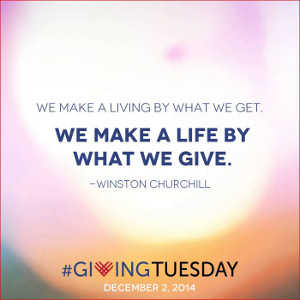 WE MAKE A LIVING BY WHAT WE GET.
WE MAKE A LIFE BY
WHAT WE GIVE.
~WINSTON CHURCHILL
#GIVINGTUESDAY
DECEMBER 2, 2014